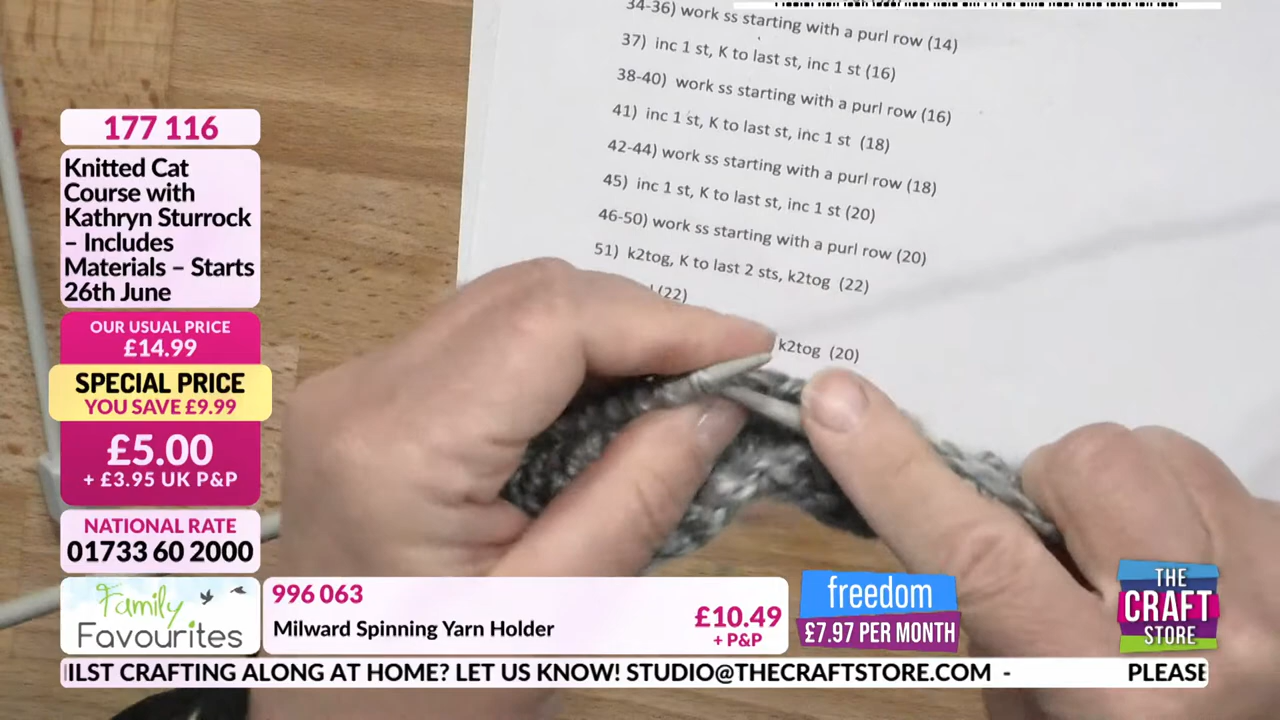 34-36) work ss starting with a purl row (14)
37) inc 1 st, K to last st, inc 1 st (16)
38-40) work ss starting with a purl row (16)
41) inc 1 st, K to last st, inc 1 st (18)
42-44) work ss starting with a purl row (18)
45) inc 1 st, K to last st, inc 1 st (20)
46-50) work ss starting with a purl row (20)
51) k2tog, K to last 2 sts, k2tog (22)
(22)
k2tog (20)
177 116
Knitted Cat
Course with
Kathryn Sturrock
– Includes
Materials – Starts
26th June
OUR USUAL PRICE
£14.99
SPECIAL PRICE
YOU SAVE £9.99
£5.00
+ £3.95 UK P&P
NATIONAL RATE
01733 60 2000
Family
Favourites
996 063
Milward Spinning Yarn Holder
£10.49
+ P&P
freedom
£7.97 PER MONTH
THE
CRAFT
STORE
ILST CRAFTING ALONG AT HOME? LET US KNOW! STUDIO@THECRAFTSTORE.COM - PLEASE